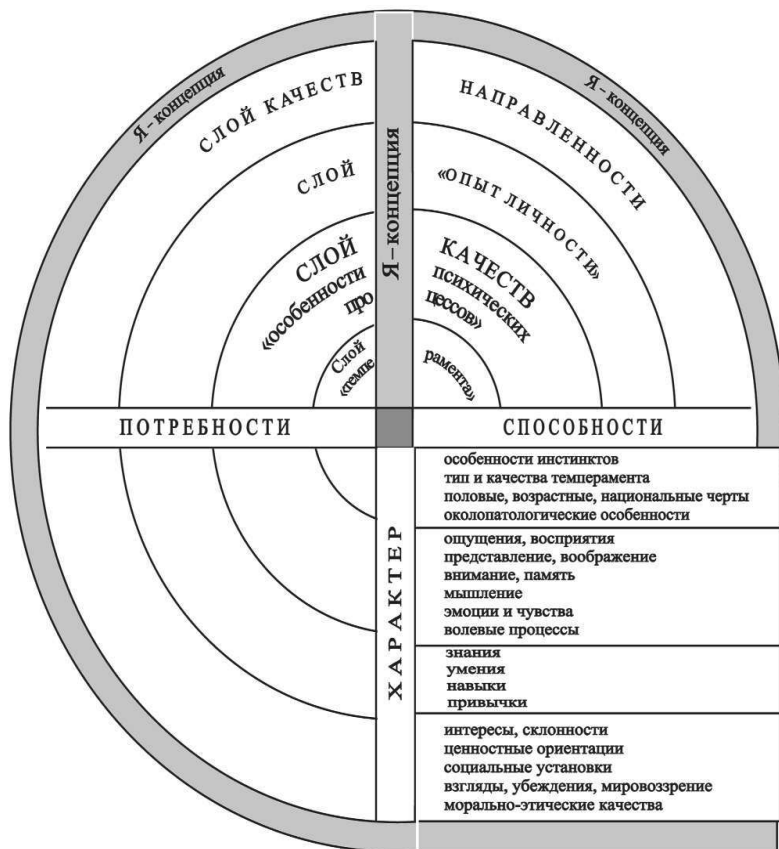 Я – концепция
Я – концепция
СЛОЙ КАЧЕСТВ
НАПРАВЛЕННОСТИ
СЛОЙ
«ОПЫТ ЛИЧНОСТИ»
Я – концепция
СЛОЙ
КАЧЕСТВ
«особенности
психических
про
цессов»
Слой
«темпе
рамента»
ПОТРЕБНОСТИ
СПОСОБНОСТИ
ХАРАКТЕР
особенности инстинктов
тип и качества темперамента
половые, возрастные, национальные черты
околопатологические особенности
ощущения, восприятия
представление, воображение
внимание, память
мышление
эмоции и чувства
волевые процессы
знания
умения
навыки
привычки
интересы, склонности
ценностные ориентации
социальные установки
взгляды, убеждения, мировоззрение
морально-этические качества